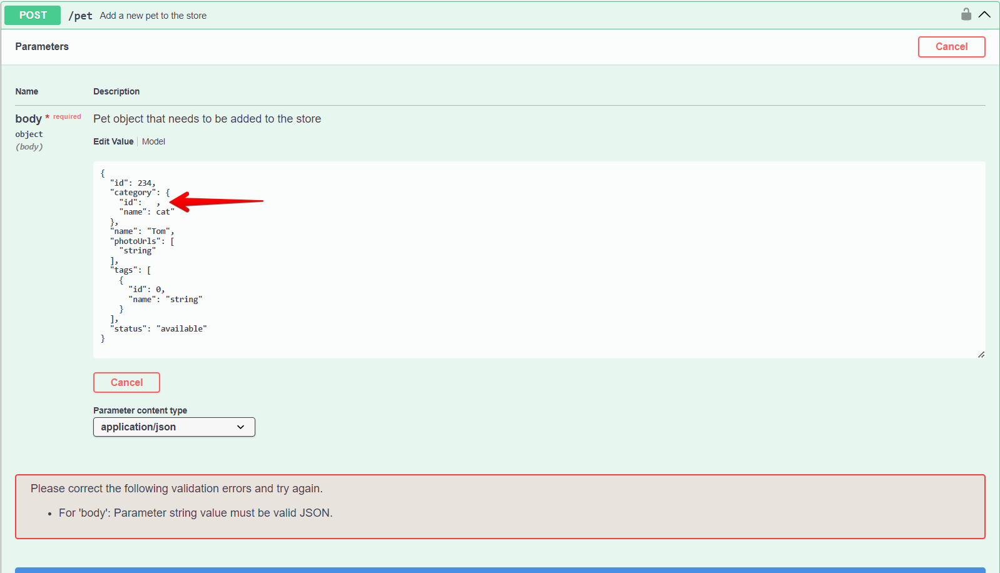 POST /pet Add a new pet to the store
Parameters
Cancel
Name Description
body * required
object
(body)
Pet object that needs to be added to the store
Edit Value Model
{
  "id": 234,
  "category": {
    "id":   ,
    "name": cat"
  },
  "name": "Tom",
  "photoUrls": [
    "string"
  ],
  "tags": [
    {
      "id": 0,
      "name": "string"
    }
  ],
  "status": "available"
}
Cancel
Parameter content type
application/json
Please correct the following validation errors and try again.
• For 'body': Parameter string value must be valid JSON.